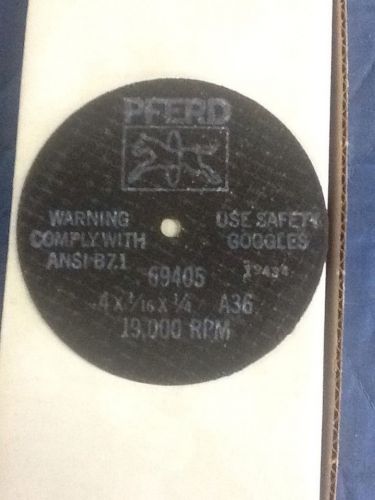 PFERD
WARNING
COMPLY WITH
ANSI-B7.1
USE SAFETY
GOGGLES
69405
4 x 1/16 x 1/4 A36
19,000 RPM